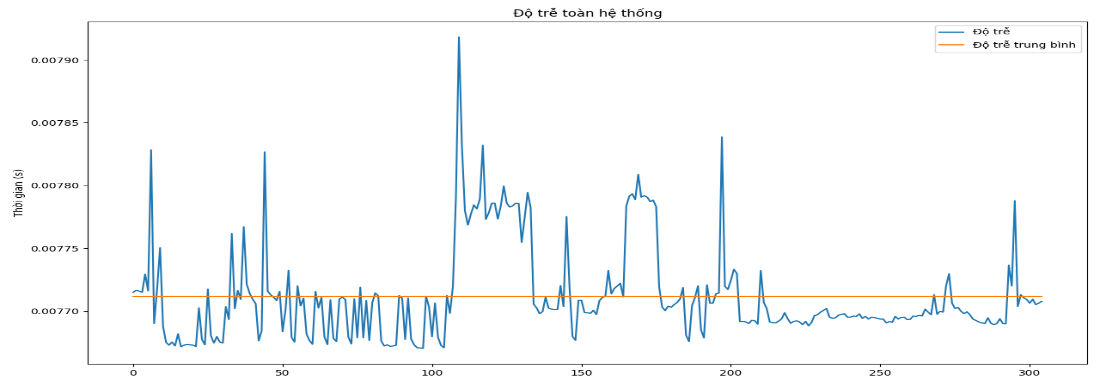 Độ trễ toàn hệ thống
Độ trễ
Độ trễ trung bình
Thời gian (s)
0.00790
0.00785
0.00780
0.00775
0.00770
0 50 100 150 200 250 300